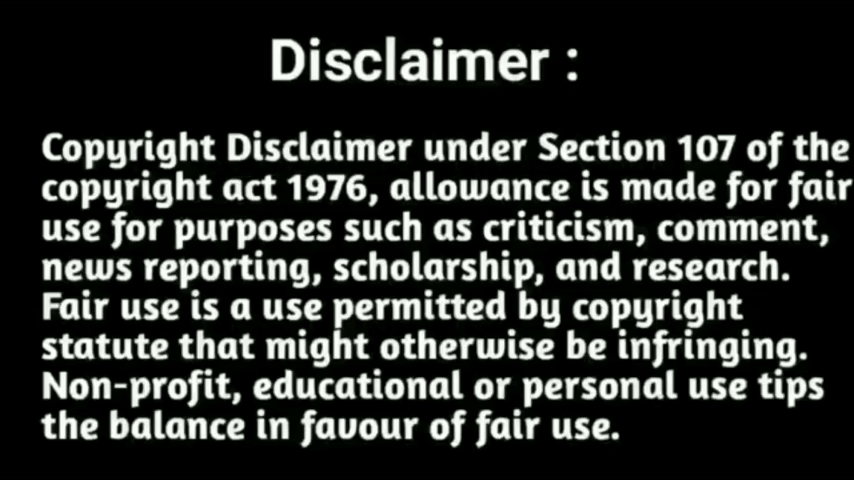 Disclaimer :
Copyright Disclaimer under Section 107 of the
copyright act 1976, allowance is made for fair
use for purposes such as criticism, comment,
news reporting, scholarship, and research.
Fair use is a use permitted by copyright
statute that might otherwise be infringing.
Non-profit, educational or personal use tips
the balance in favour of fair use.